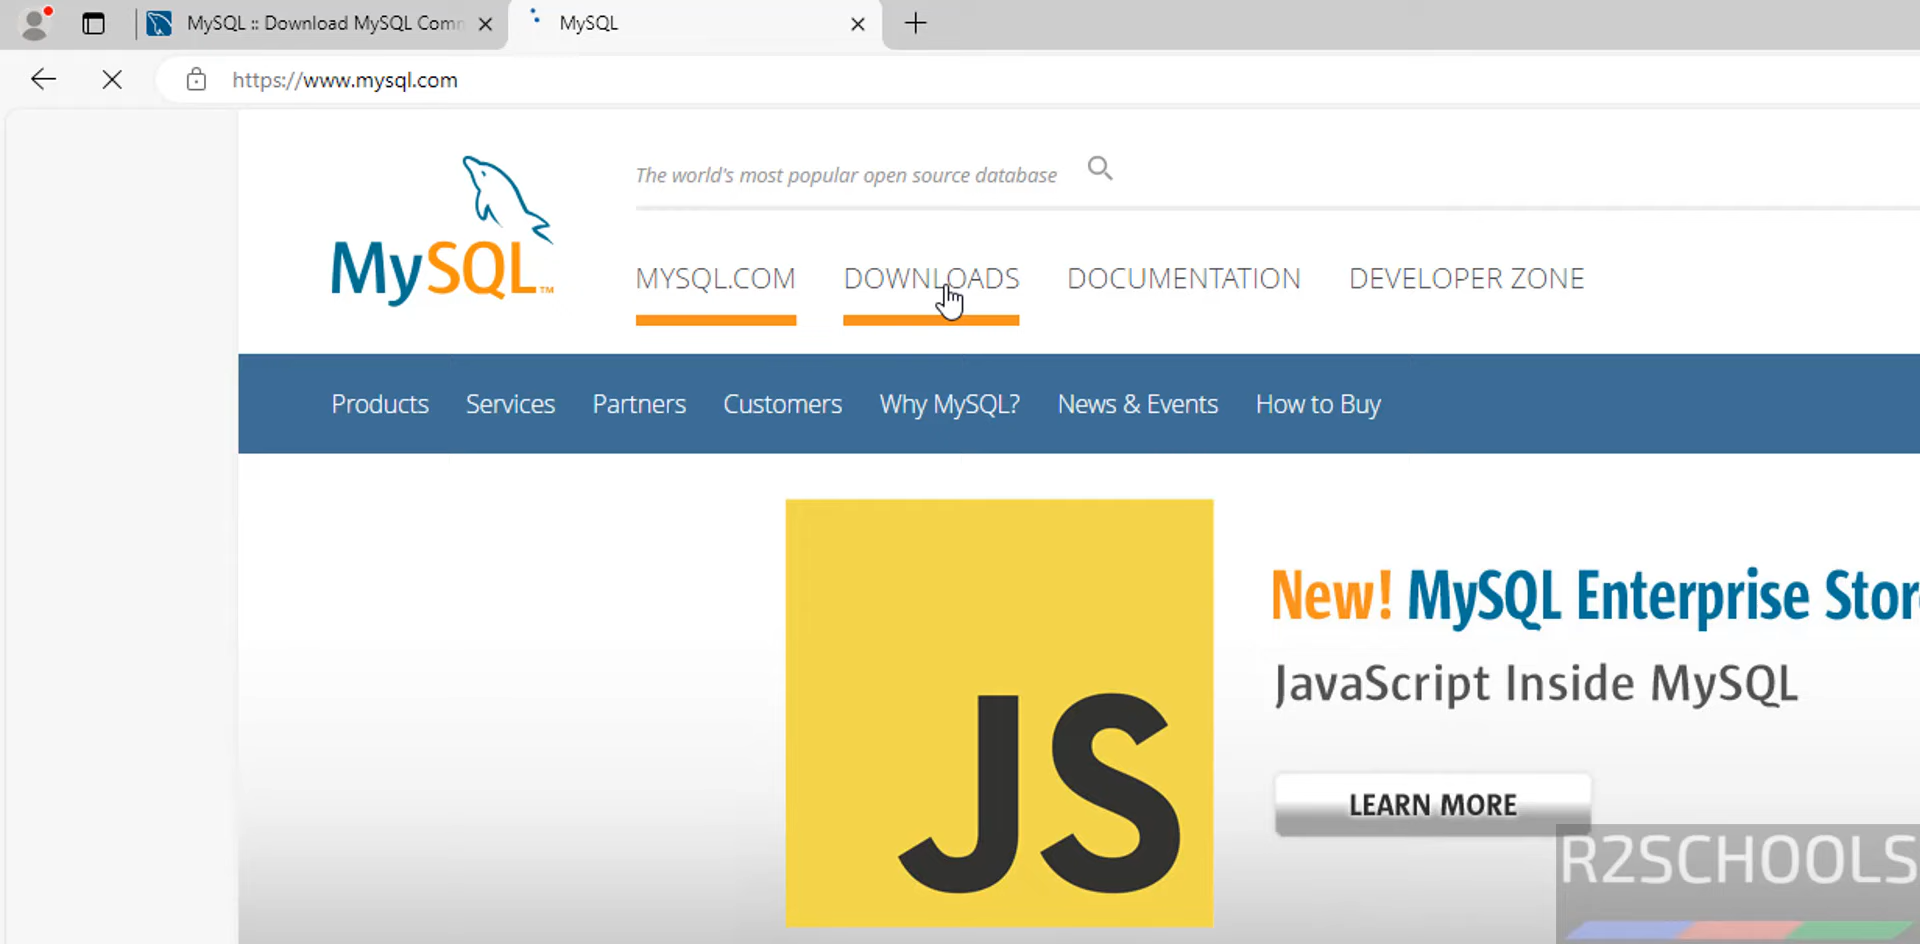 MySQL :: Download MySQL Com
MySQL
https://www.mysql.com
The world's most popular open source database
MySQL™
MYSQL.COM DOWNLOADS DOCUMENTATION DEVELOPER ZONE
Products Services Partners Customers Why MySQL? News & Events How to Buy
New! MySQL Enterprise Stor
JavaScript Inside MySQL
JS
LEARN MORE
R2SCHOOLS